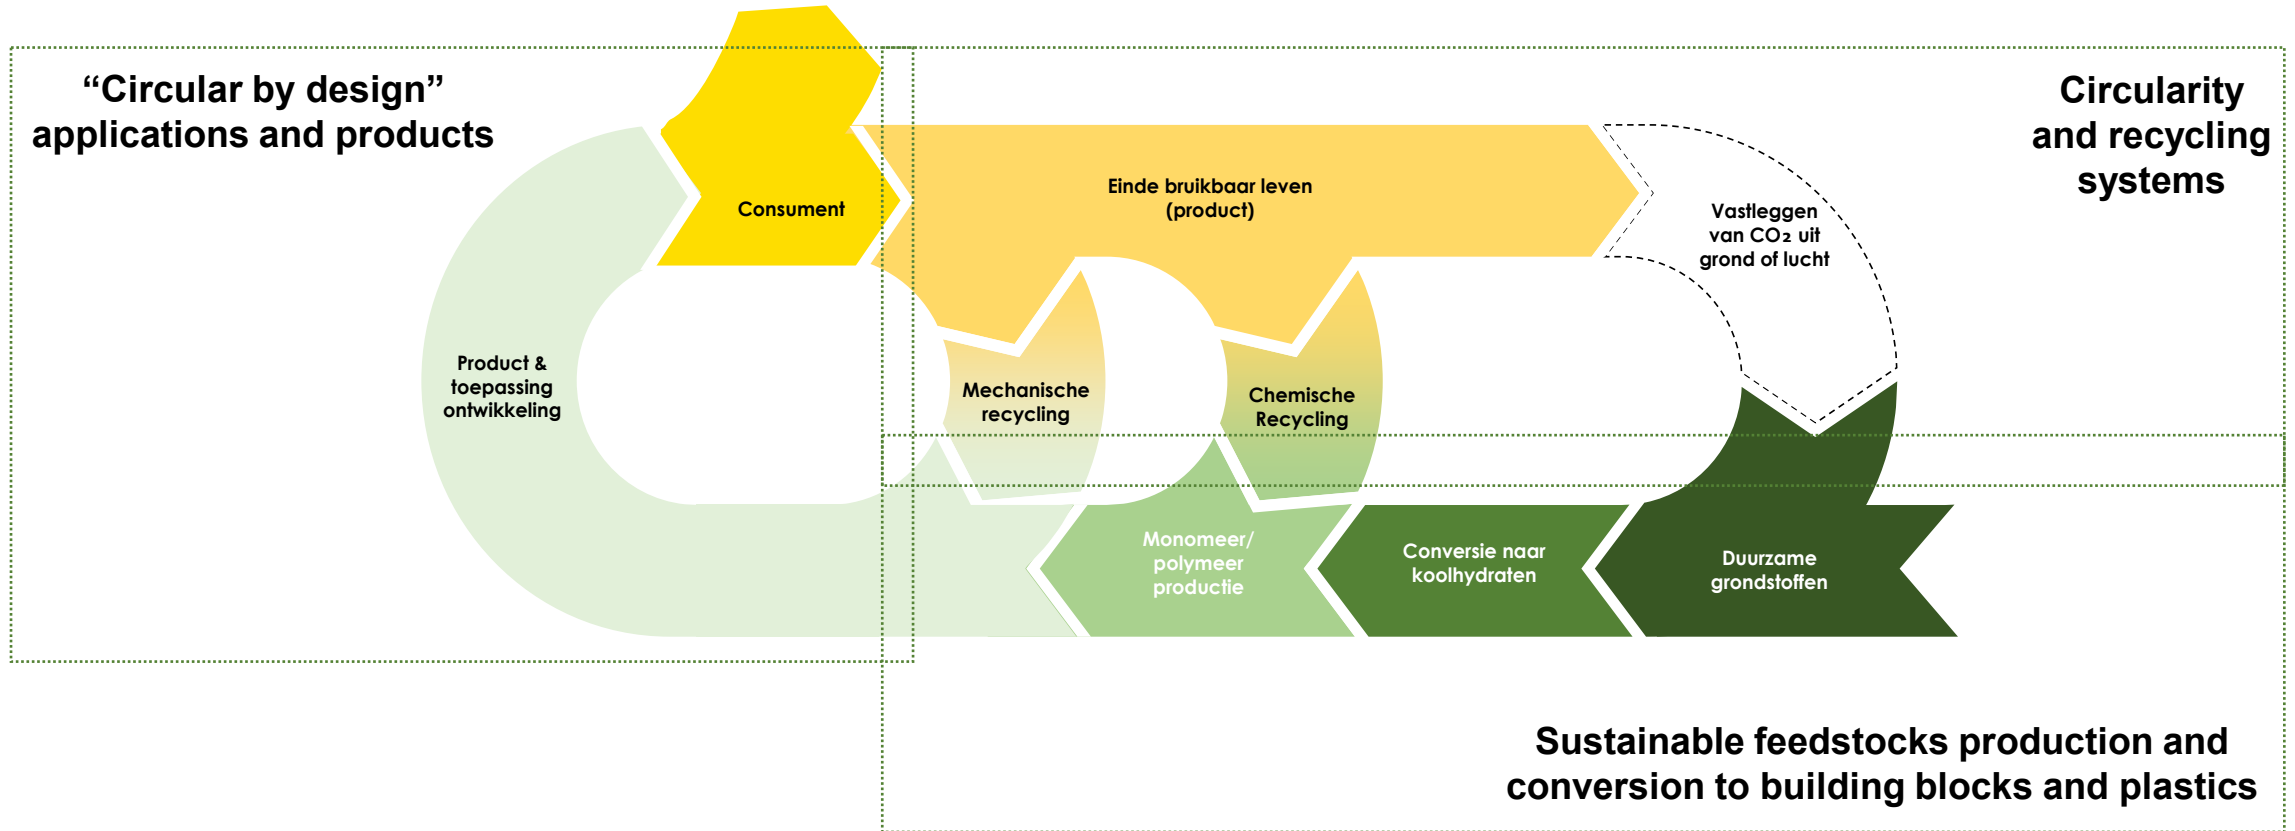 “Circular by design”
applications and products
Circularity
and recycling
systems
Consument
Einde bruikbaar leven
(product)
Vastleggen
van CO₂ uit
grond of lucht
Product &
toepassing
ontwikkeling
Mechanische
recycling
Chemische
Recycling
Monomeer/
polymeer
productie
Conversie naar
koolhydraten
Duurzame
grondstoffen
Sustainable feedstocks production and
conversion to building blocks and plastics